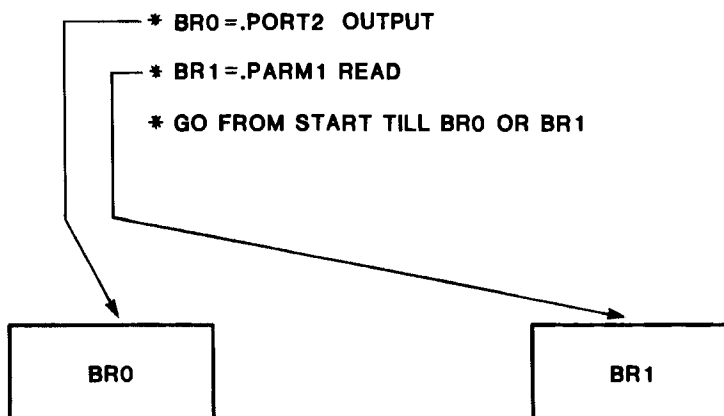 * BR0=.PORT2 OUTPUT
* BR1=.PARM1 READ
* GO FROM START TILL BR0 OR BR1
BR0
BR1